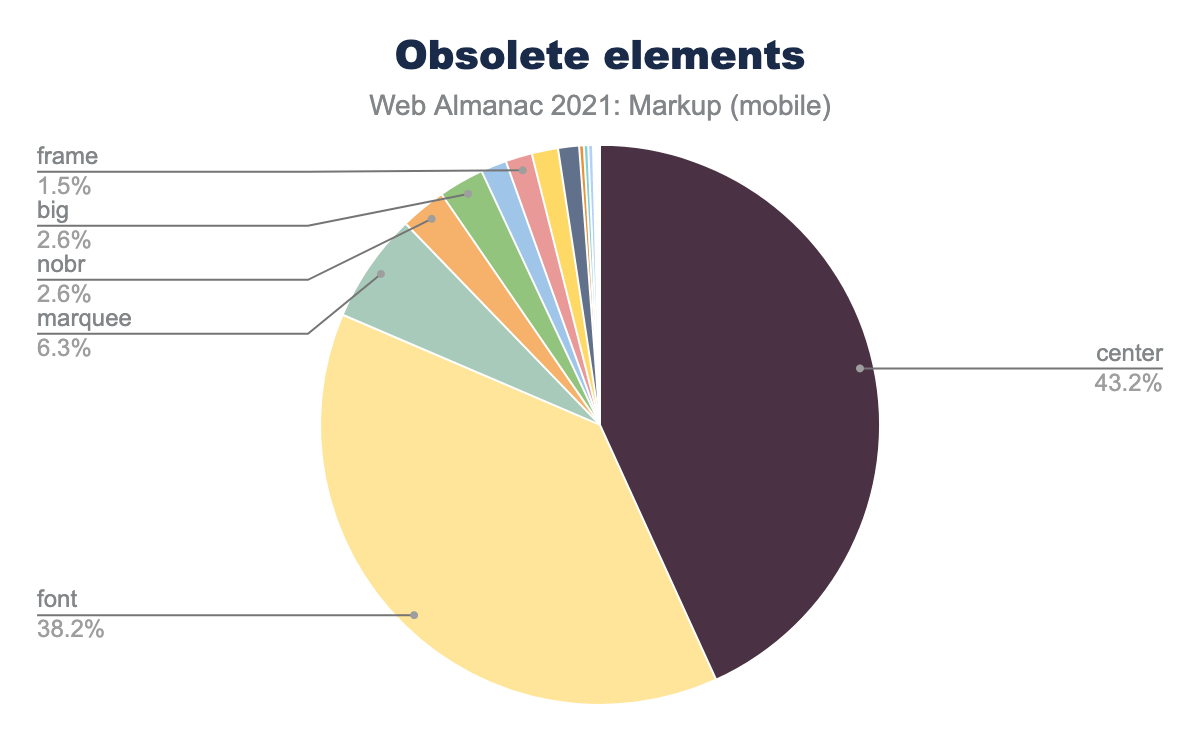 Obsolete elements
Web Almanac 2021: Markup (mobile)
frame
1.5%
big
2.6%
nobr
2.6%
marquee
6.3%
center
43.2%
font
38.2%